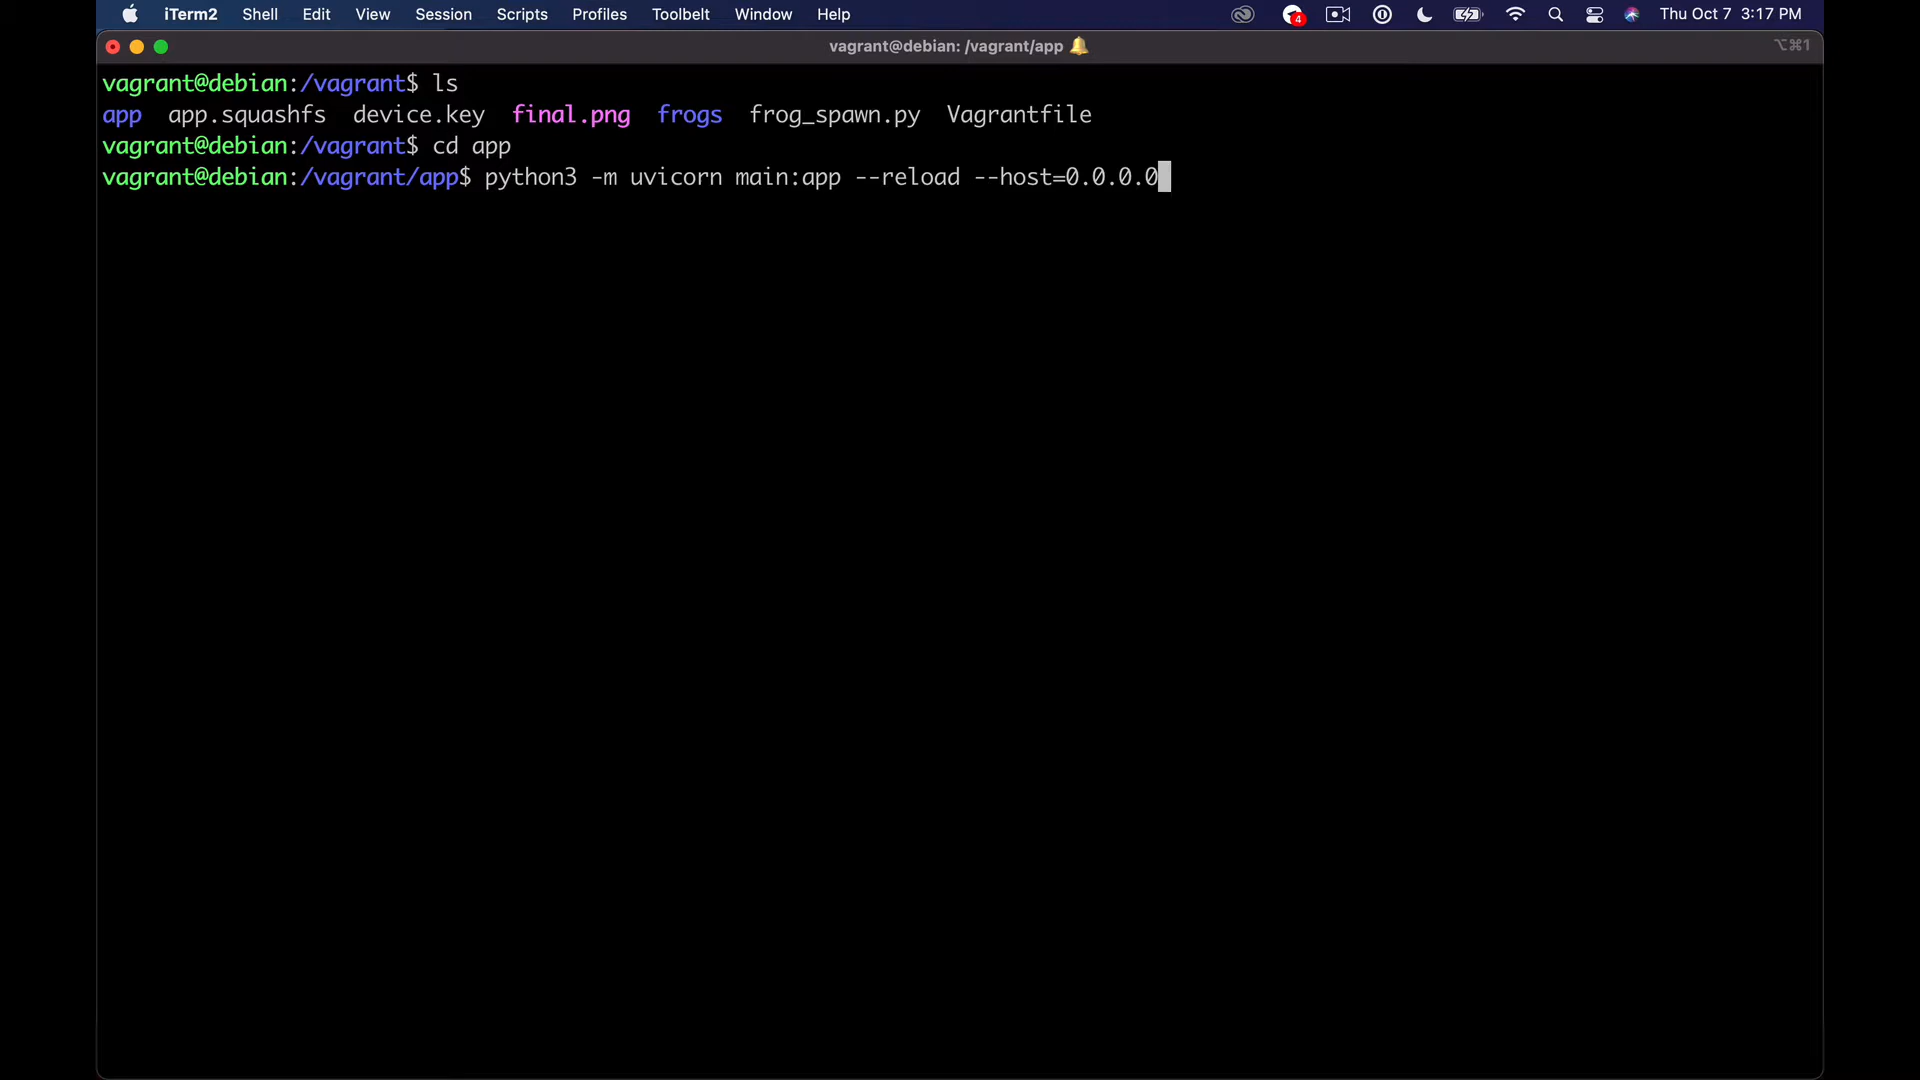 iTerm2 Shell Edit View Session Scripts Profiles Toolbelt Window Help 4 Thu Oct 7 3:17 PM
vagrant@debian: /vagrant/app 🔔 ⌥⌘1
vagrant@debian:/vagrant$ ls
app app.squashfs device.key final.png frogs frog_spawn.py Vagrantfile
vagrant@debian:/vagrant$ cd app
vagrant@debian:/vagrant/app$ python3 -m uvicorn main:app --reload --host=0.0.0.0